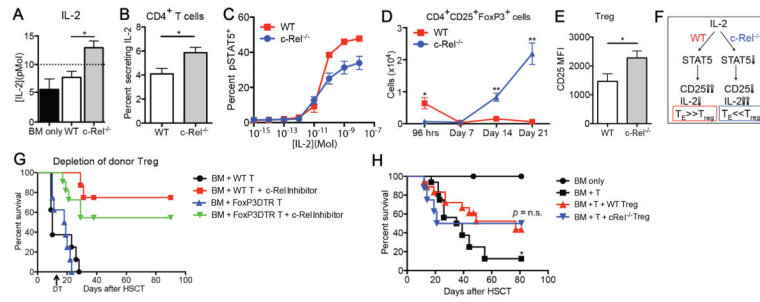 A
IL-2
*
[IL-2](pMol)
20
15
10
5
0
BM only WT c-Rel-/-
B
CD4+ T cells
*
Percent secreting IL-2
8
6
4
2
0
WT c-Rel-/-
C
WT
c-Rel-/-
Percent pSTAT5+
50
40
30
20
10
0
10-15 10-13 10-11 10-9 10-7
[IL-2](Mol)
D
CD4+CD25+FoxP3+ cells
WT
c-Rel-/-
Cells (x10⁴)
3
2
1
0
*
**
**
96 hrs Day 7 Day 14 Day 21
E
Treg
*
CD25 MFI
3000
2000
1000
0
WT c-Rel-/-
F
IL-2
WT c-Rel-/-
STAT5 STAT5
CD25 CD25
IL-2 IL-2
TE>>Treg TE<<Treg
G
Depletion of donor Treg
BM + WT T
BM + WT T + c-RelInhibitor
BM + FoxP3DTR T
BM + FoxP3DTR T + c-RelInhibitor
Percent survival
100
80
60
40
20
0
0 20 40 60 80 100
DT
Days after HSCT
H
BM only
BM + T
BM + T + WT Treg
BM + T + cRel-/-Treg
p = n.s.
*
Percent survival
100
80
60
40
20
0
0 20 40 60 80 100
Days after HSCT